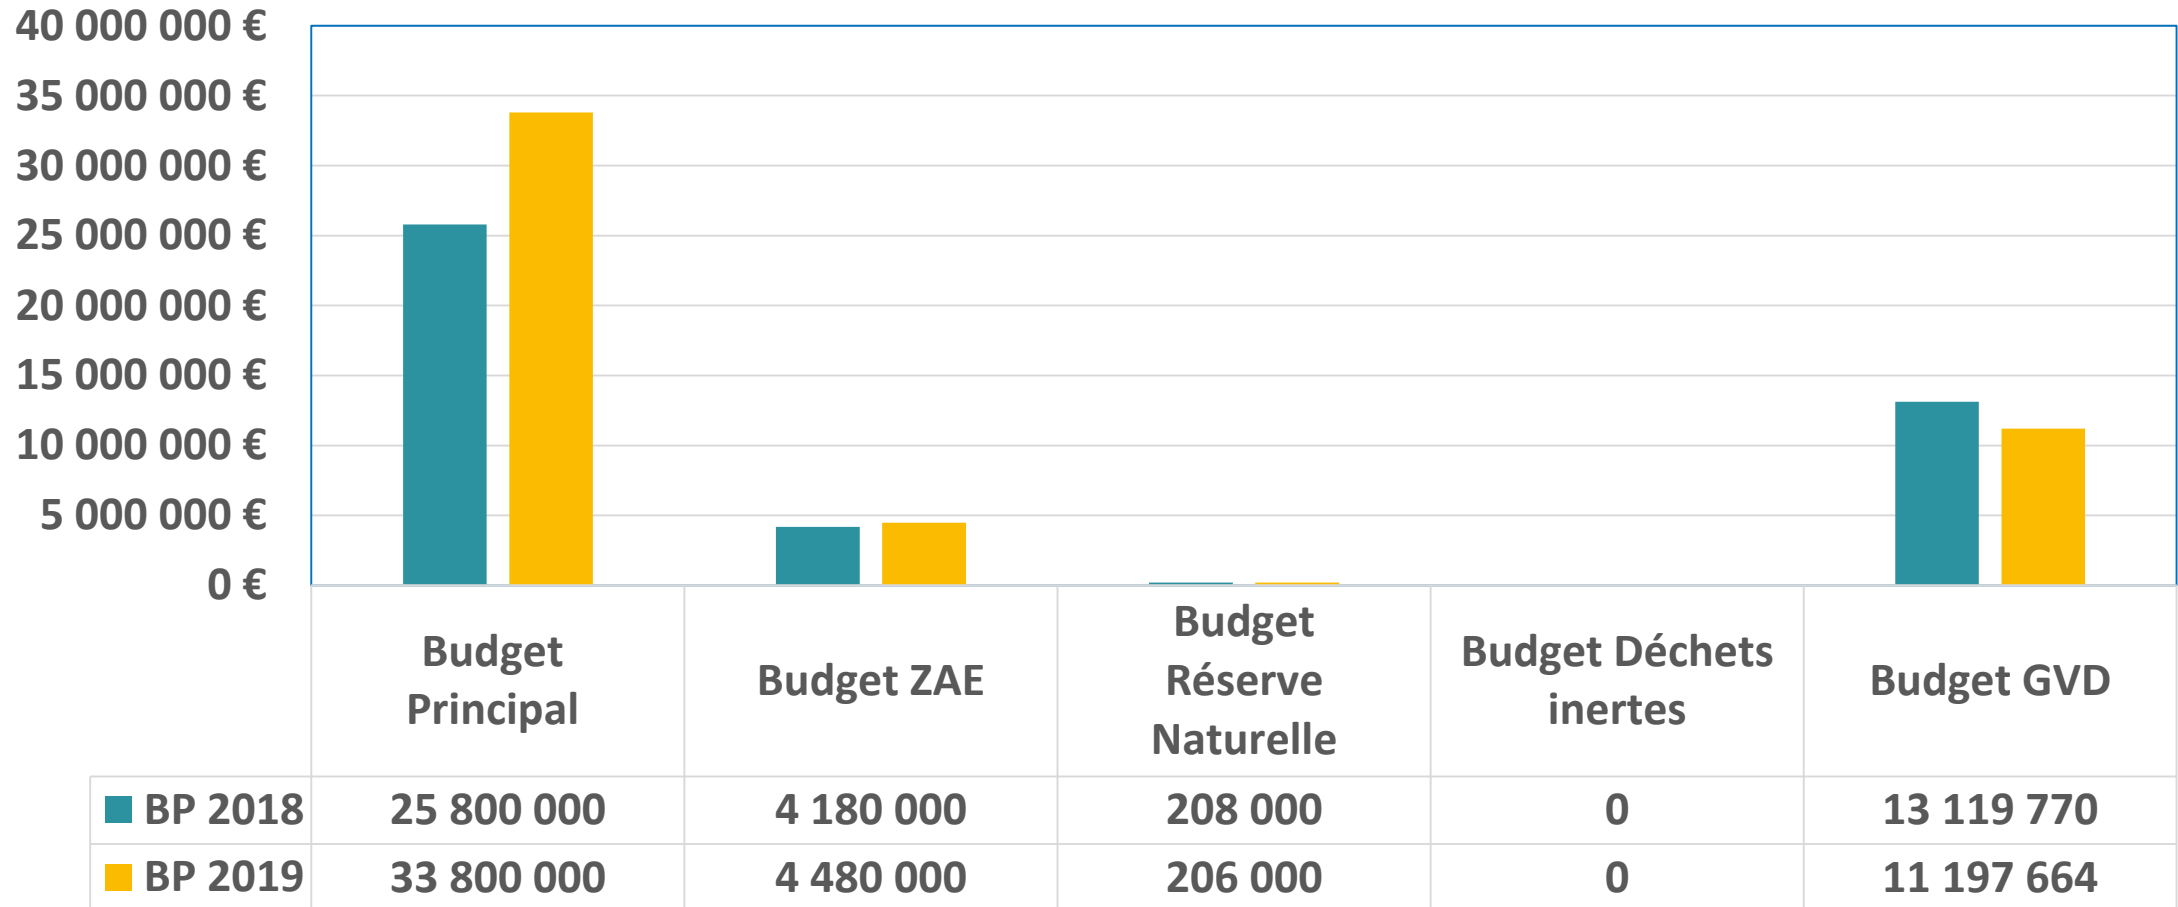 40 000 000 €
35 000 000 €
30 000 000 €
25 000 000 €
20 000 000 €
15 000 000 €
10 000 000 €
5 000 000 €
0 €
Budget
Principal
Budget ZAE
Budget
Réserve
Naturelle
Budget Déchets
inertes
Budget GVD
BP 2018 25 800 000 4 180 000 208 000 0 13 119 770
BP 2019 33 800 000 4 480 000 206 000 0 11 197 664